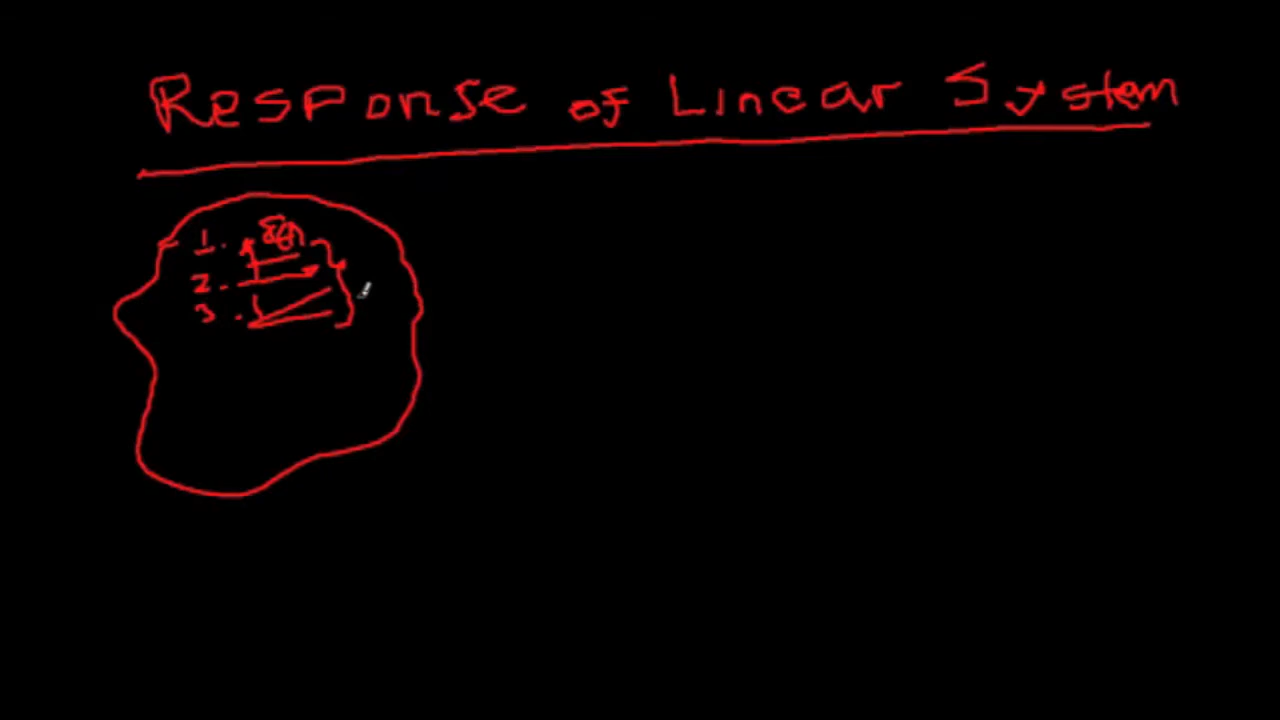 Response of Linear System
1. δ(t)
2.
3.